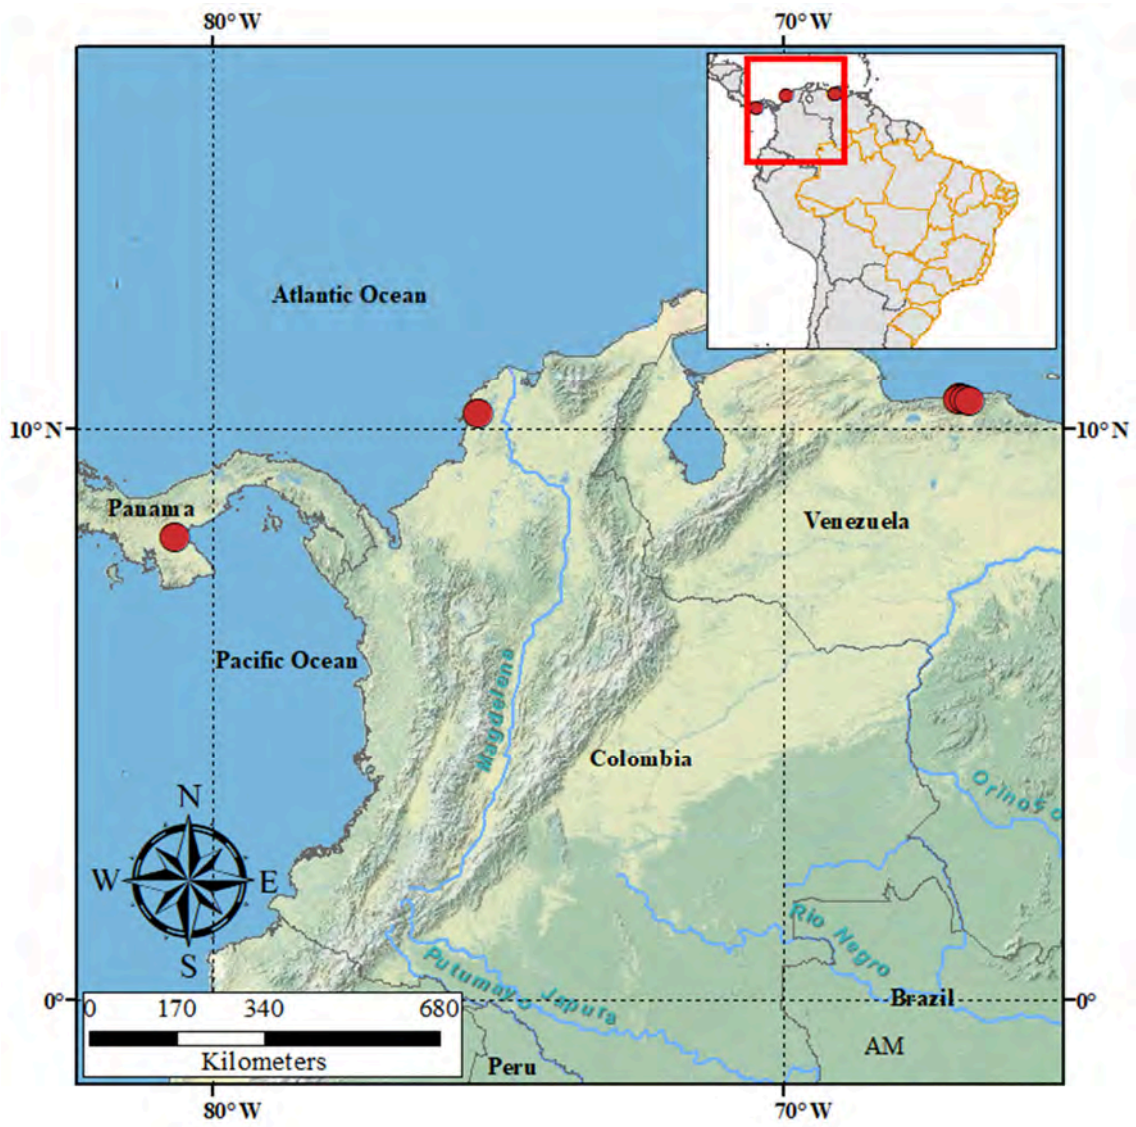 80°W 70°W
Atlantic Ocean
10°N 10°N
Panama
Venezuela
Pacific Ocean
Magdelena
Colombia
Orinoco
N
W E
S
Rio Negro
Putumayo
Japura
Brazil
0° 0°
0 170 340 680
Kilometers
AM
Peru
80°W 70°W